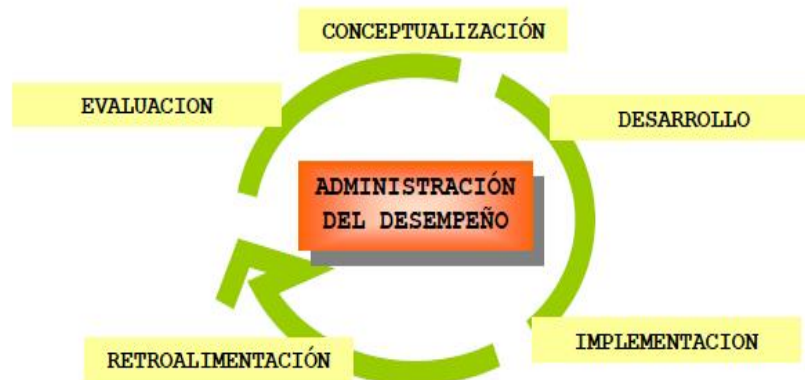 CONCEPTUALIZACIÓN
EVALUACION
DESARROLLO
ADMINISTRACIÓN
DEL DESEMPEÑO
IMPLEMENTACION
RETROALIMENTACIÓN